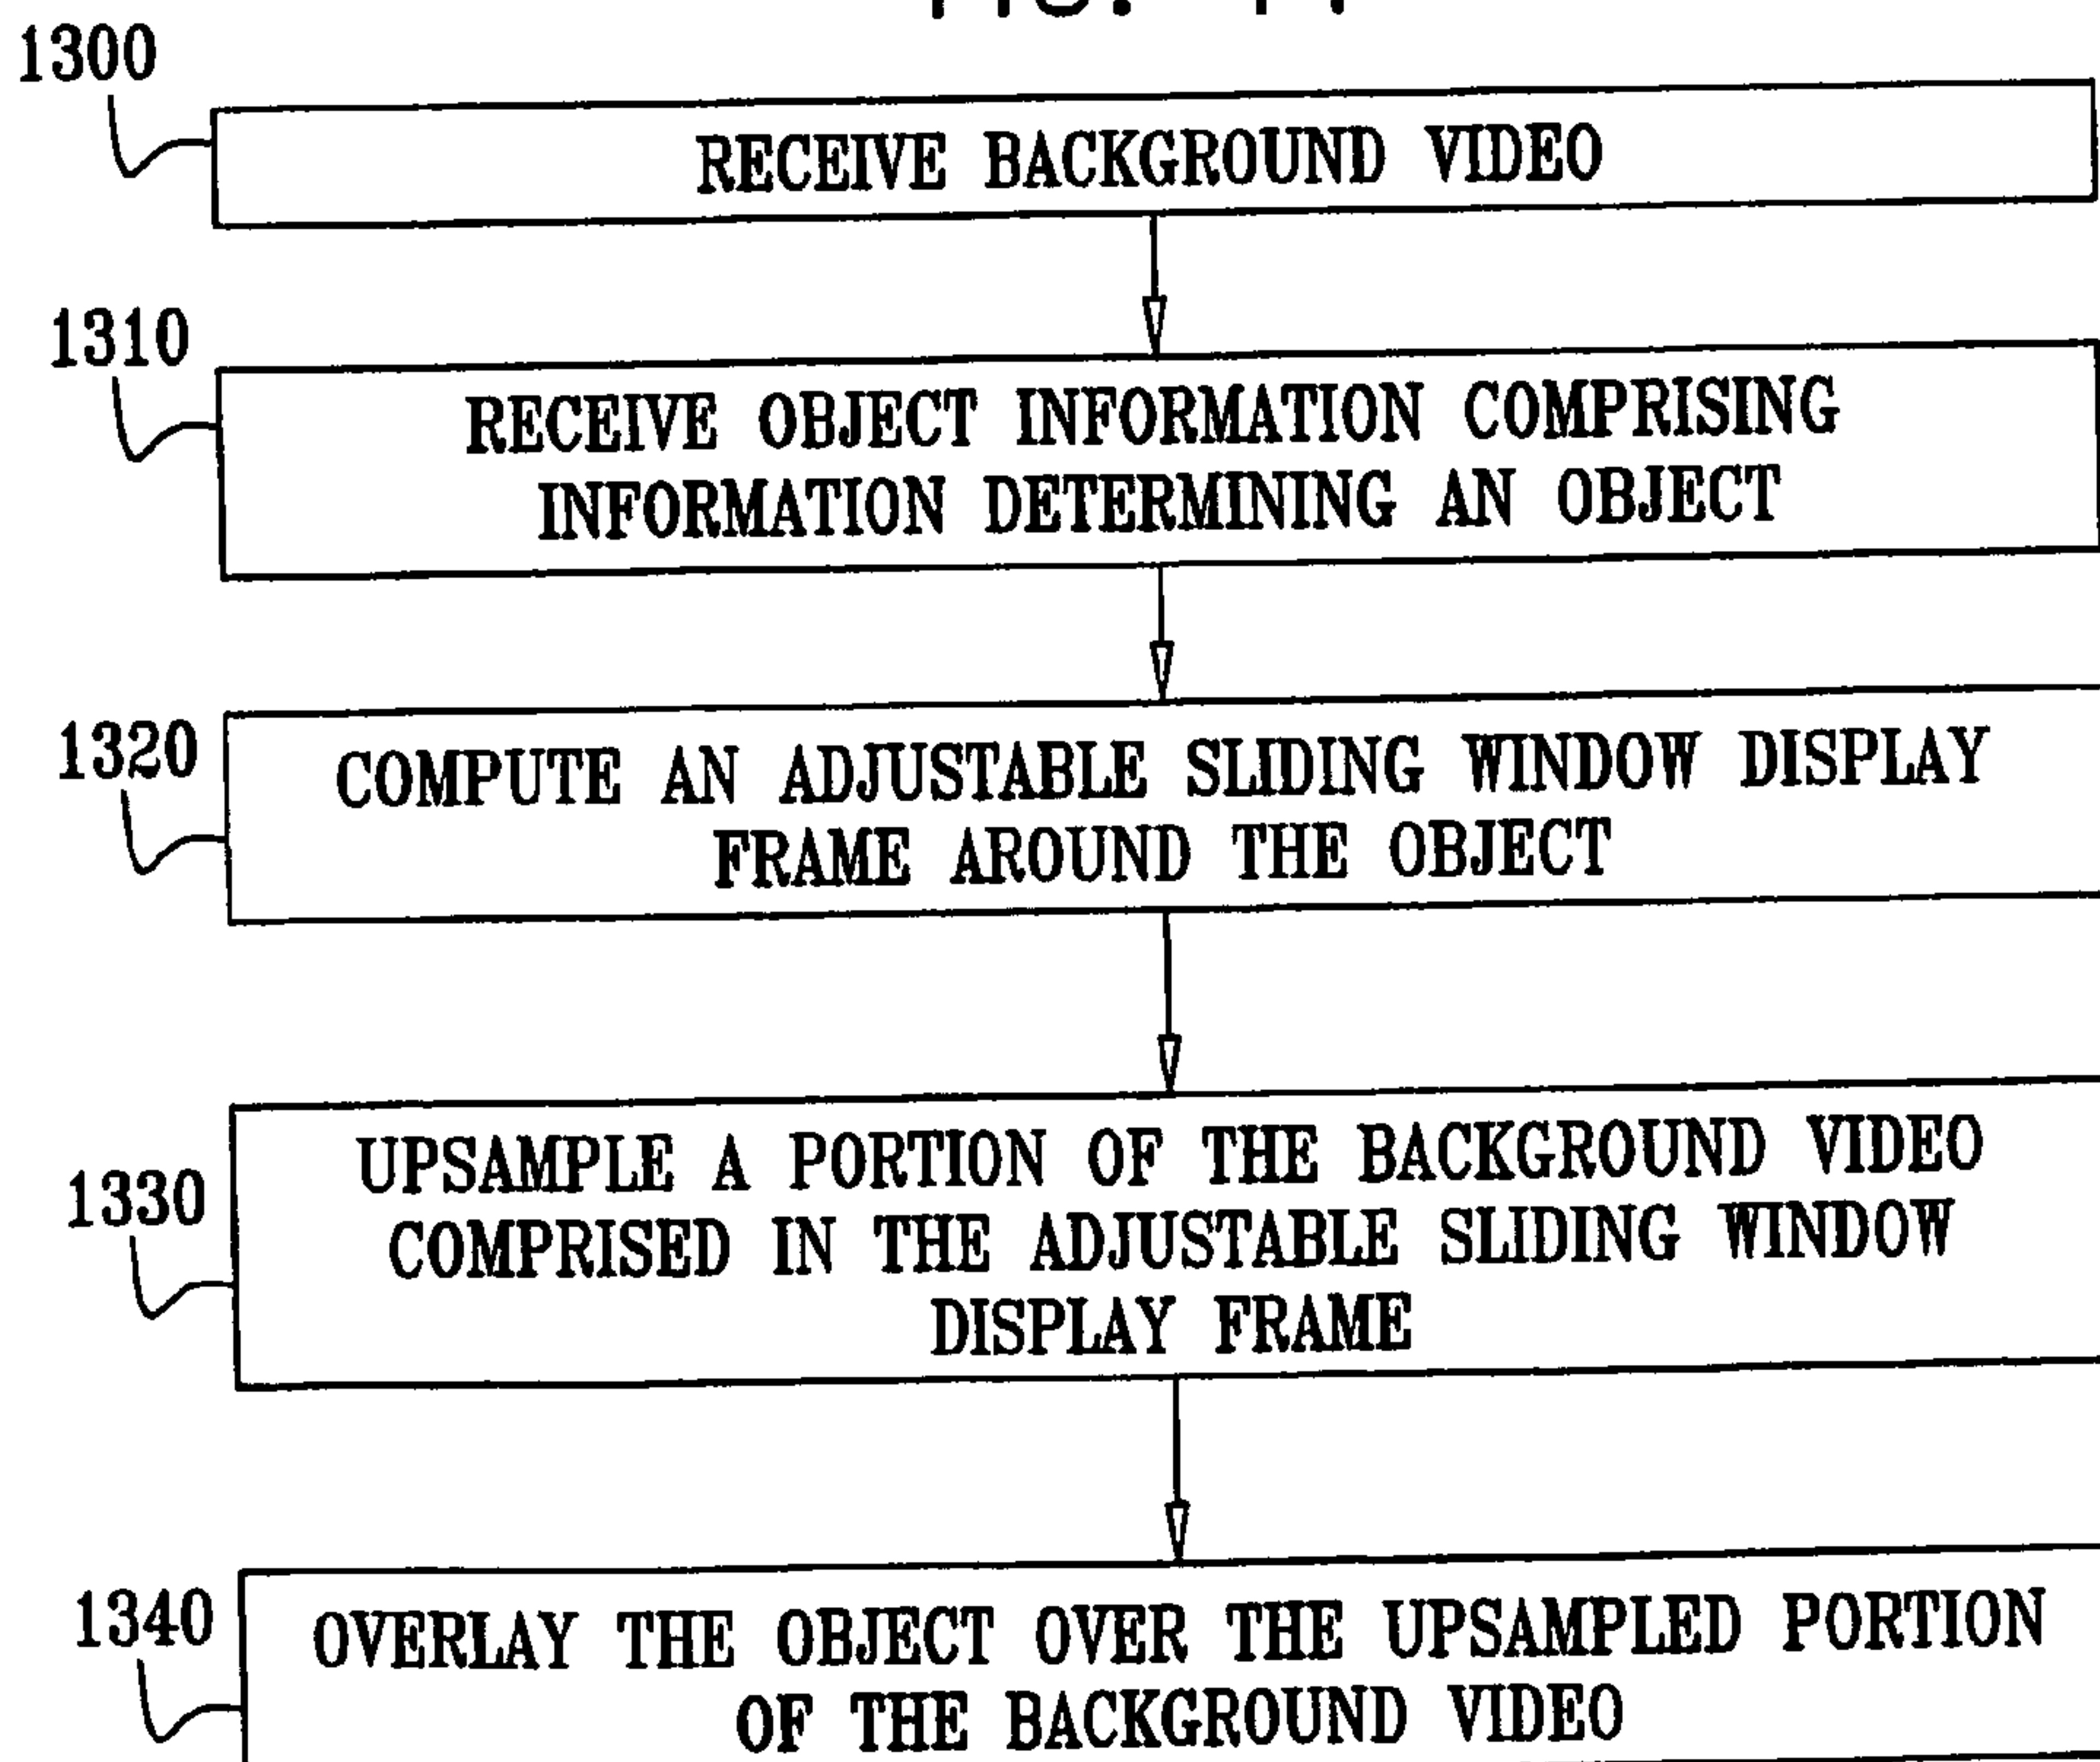 1300
RECEIVE BACKGROUND VIDEO
1310
RECEIVE OBJECT INFORMATION COMPRISING
INFORMATION DETERMINING AN OBJECT
1320
COMPUTE AN ADJUSTABLE SLIDING WINDOW DISPLAY
FRAME AROUND THE OBJECT
1330
UPSAMPLE A PORTION OF THE BACKGROUND VIDEO
COMPRISED IN THE ADJUSTABLE SLIDING WINDOW
DISPLAY FRAME
1340
OVERLAY THE OBJECT OVER THE UPSAMPLED PORTION
OF THE BACKGROUND VIDEO